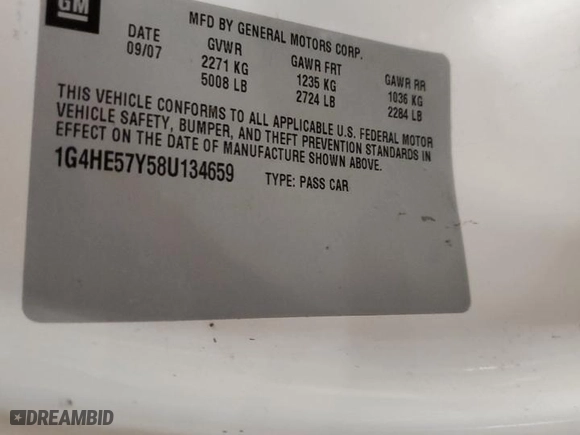 GM
MFD BY GENERAL MOTORS CORP.
DATE GVWR GAWR FRT GAWR RR
09/07 2271 KG 1235 KG 1036 KG
5008 LB 2724 LB 2284 LB
THIS VEHICLE CONFORMS TO ALL APPLICABLE U.S. FEDERAL MOTOR
VEHICLE SAFETY, BUMPER, AND THEFT PREVENTION STANDARDS IN
EFFECT ON THE DATE OF MANUFACTURE SHOWN ABOVE.
1G4HE57Y58U134659 TYPE: PASS CAR
DREAMBID